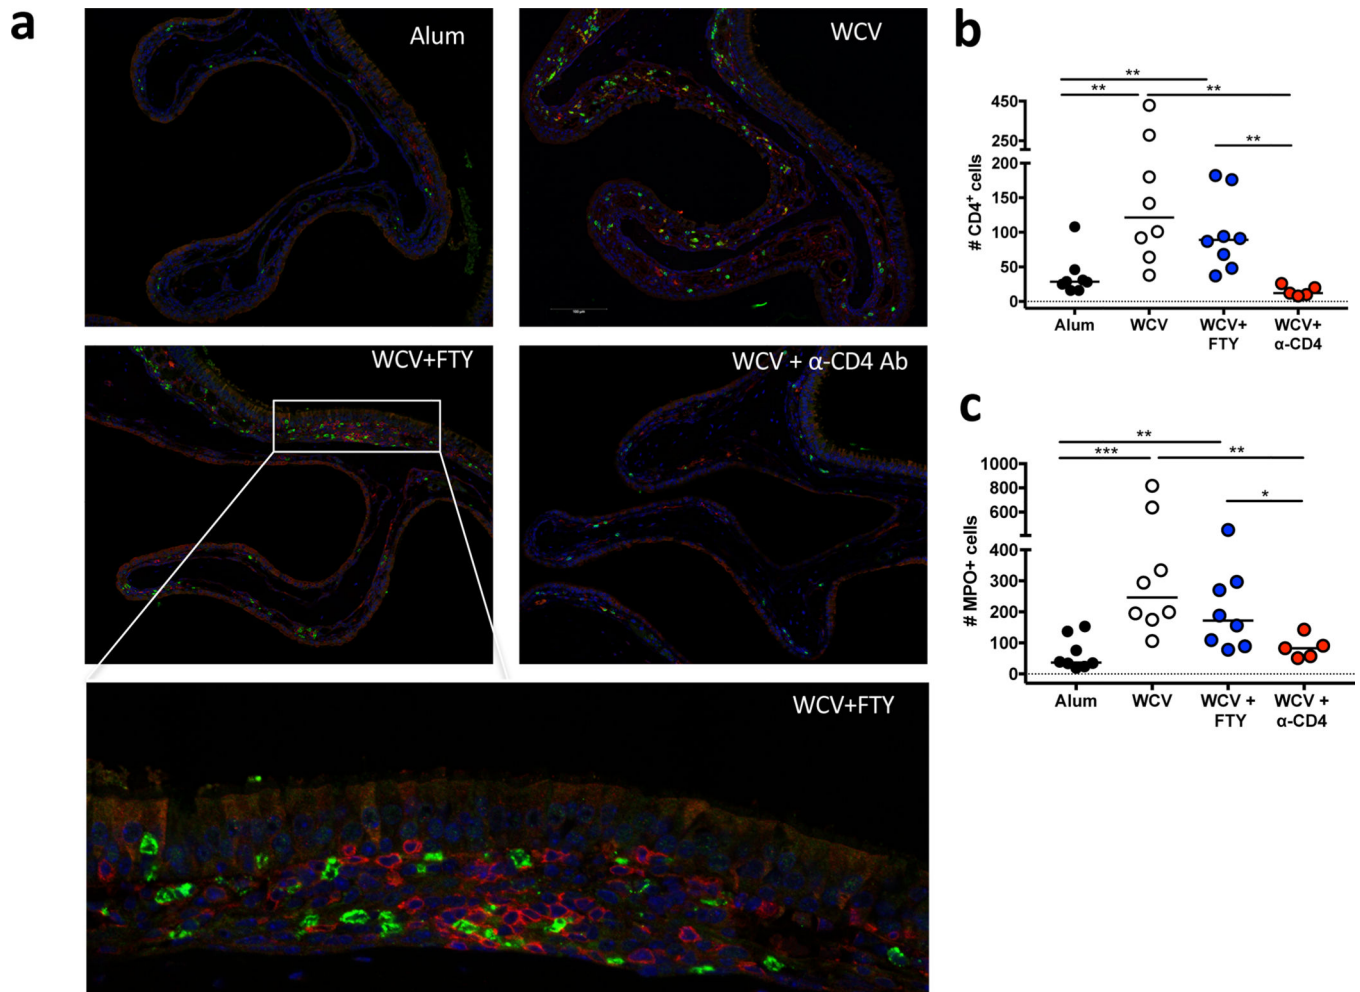 a
Alum
WCV
WCV+FTY
WCV + α-CD4 Ab
WCV+FTY
b
**
**
**
**
# CD4+ cells
450
250
200
150
100
50
0
Alum
WCV
WCV+
FTY
WCV+
α-CD4
c
**
***
**
*
# MPO+ cells
1000
800
600
400
300
200
100
0
Alum
WCV
WCV +
FTY
WCV +
α-CD4